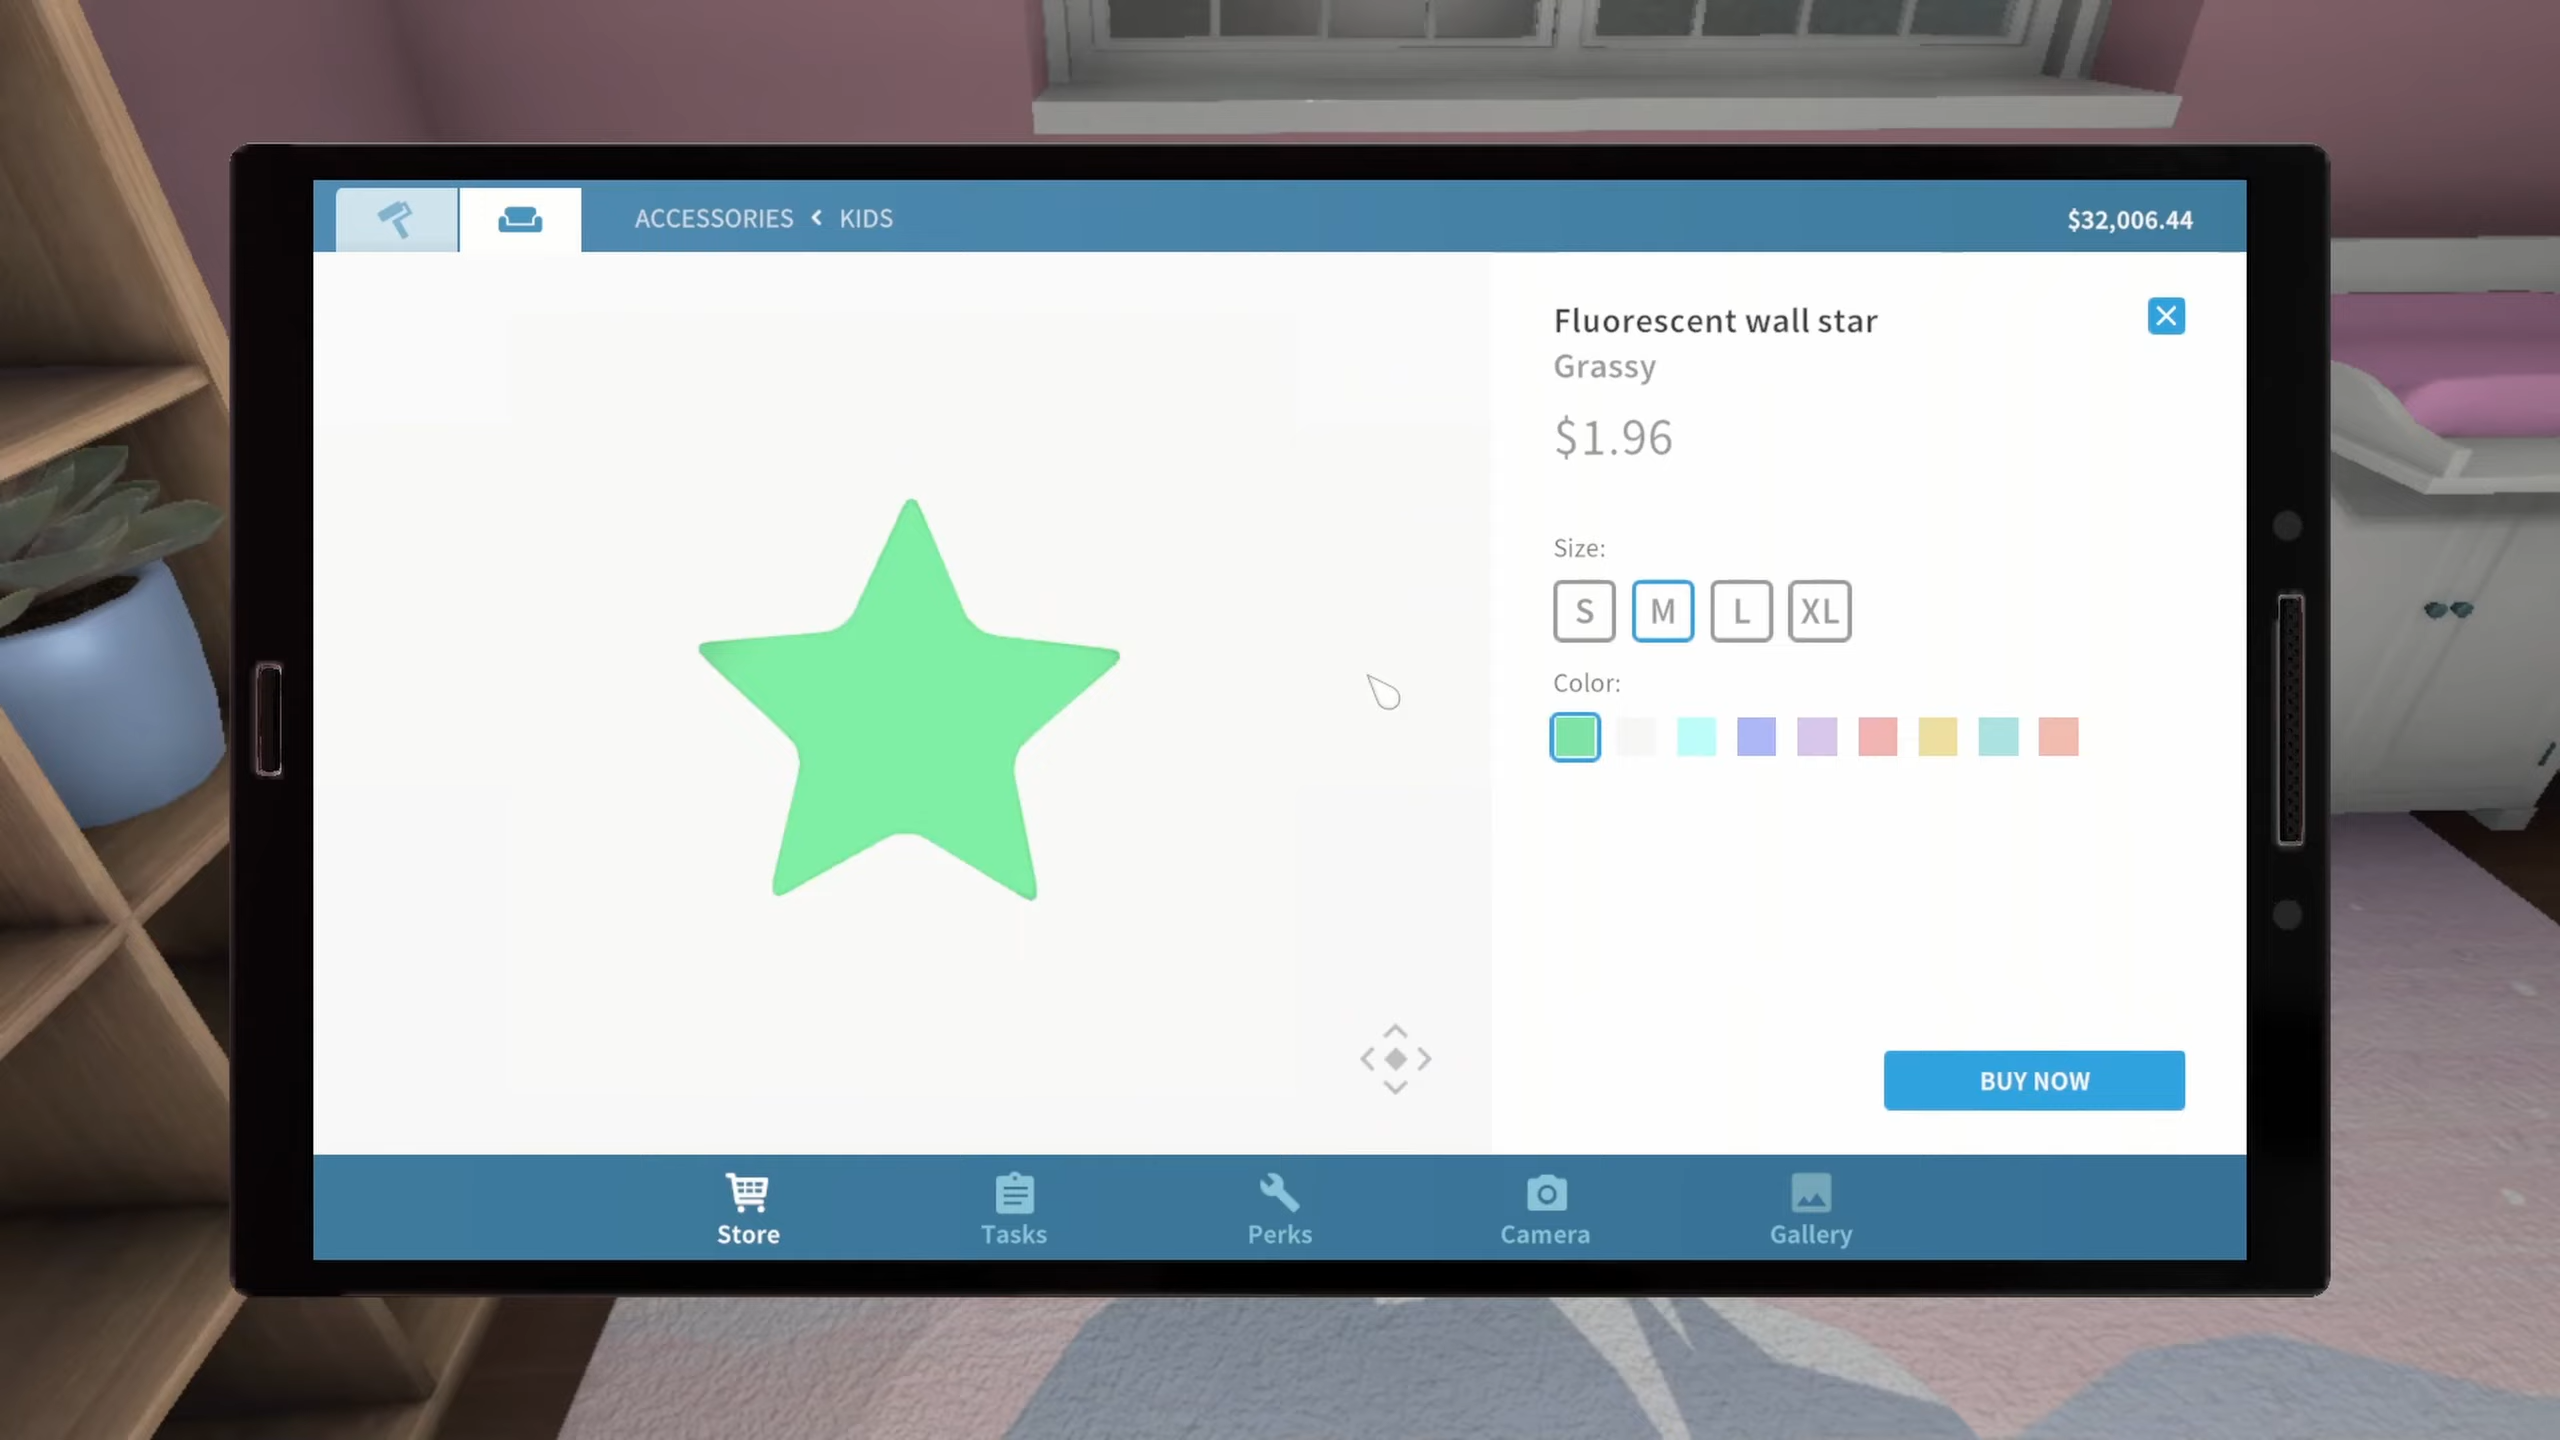 ACCESSORIES < KIDS
$32,006.44
Fluorescent wall star
Grassy
$1.96
Size:
S M L XL
Color:
BUY NOW
Store Tasks Perks Camera Gallery